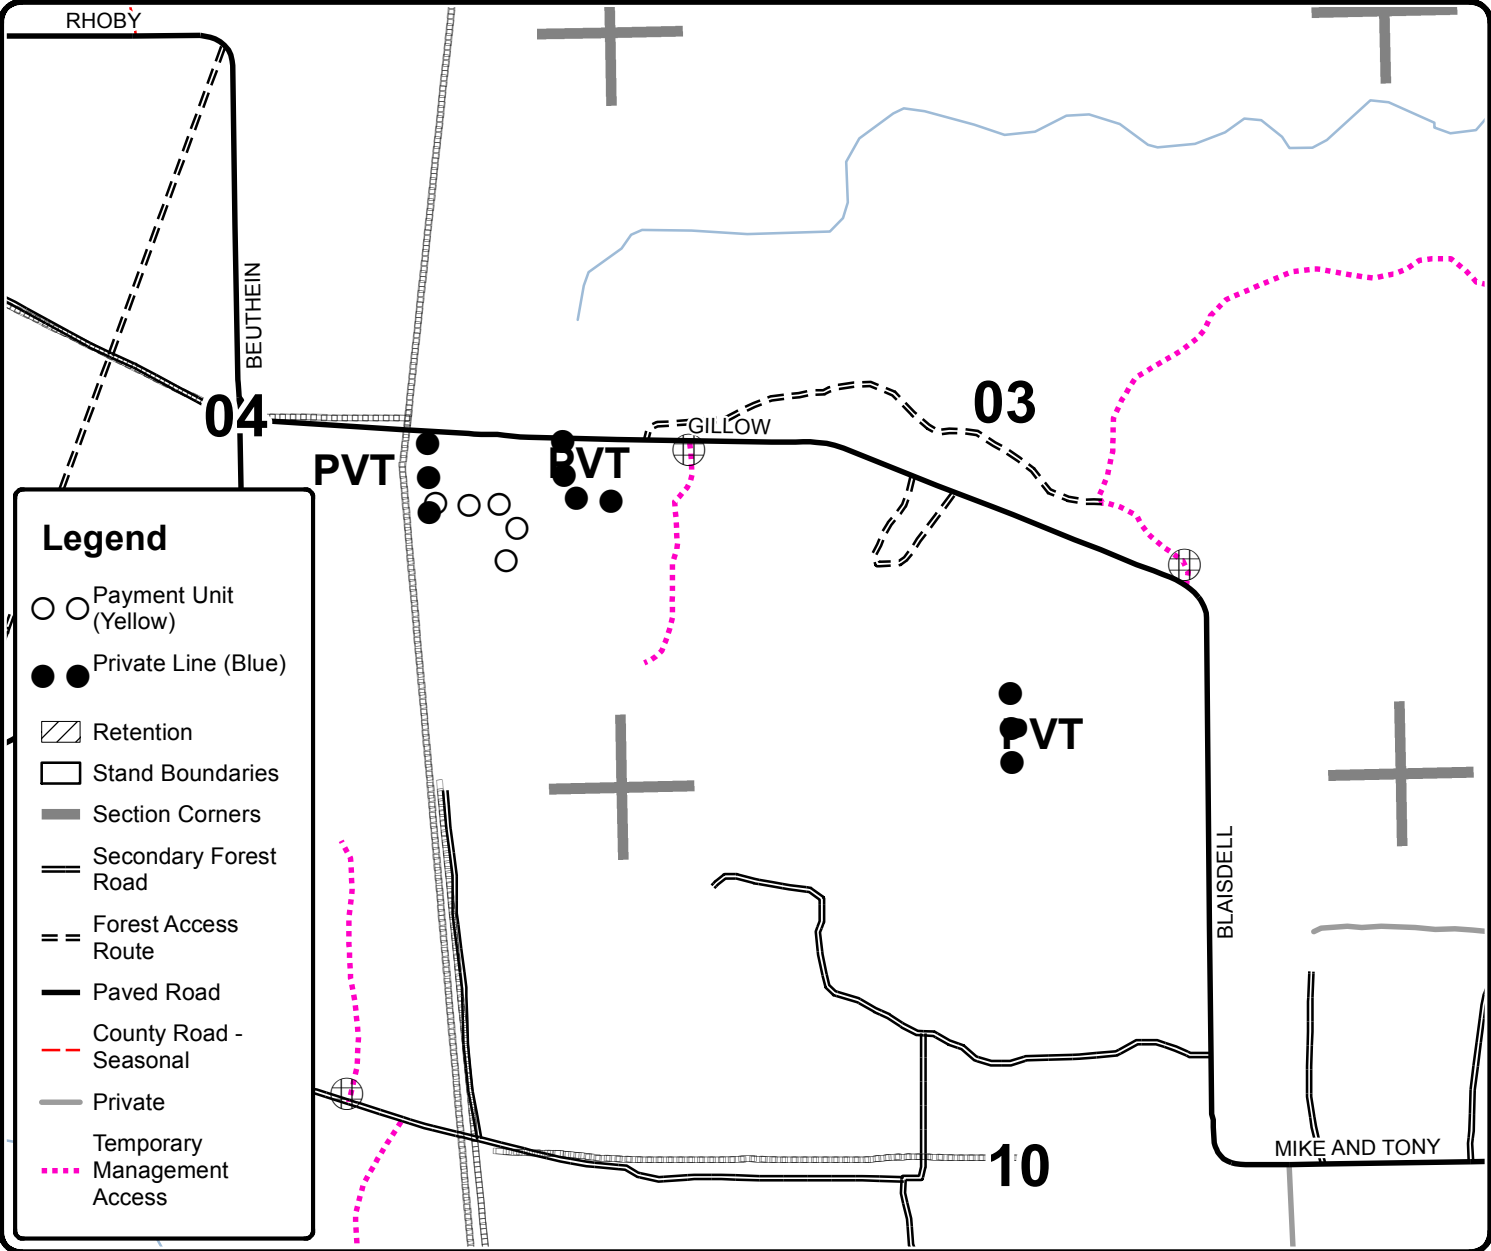 RHOBY
BEUTHEIN
04
03
GILLOW
PVT
PVT
PVT
BLAISDELL
MIKE AND TONY
10
Legend
Payment Unit
(Yellow)
Private Line (Blue)
Retention
Stand Boundaries
Section Corners
Secondary Forest
Road
Forest Access
Route
Paved Road
County Road -
Seasonal
Private
Temporary
Management
Access